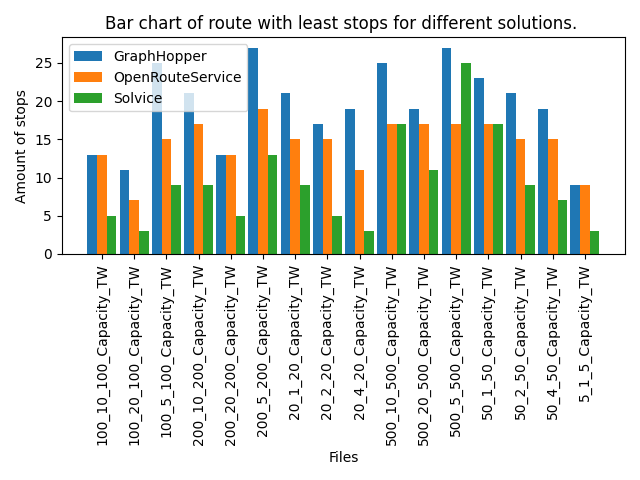 Bar chart of route with least stops for different solutions.
GraphHopper
OpenRouteService
Solvice
Amount of stops
25
20
15
10
5
0
100_10_100_Capacity_TW
100_20_100_Capacity_TW
100_5_100_Capacity_TW
200_10_200_Capacity_TW
200_20_200_Capacity_TW
200_5_200_Capacity_TW
20_1_20_Capacity_TW
20_2_20_Capacity_TW
20_4_20_Capacity_TW
500_10_500_Capacity_TW
500_20_500_Capacity_TW
500_5_500_Capacity_TW
50_1_50_Capacity_TW
50_2_50_Capacity_TW
50_4_50_Capacity_TW
5_1_5_Capacity_TW
Files